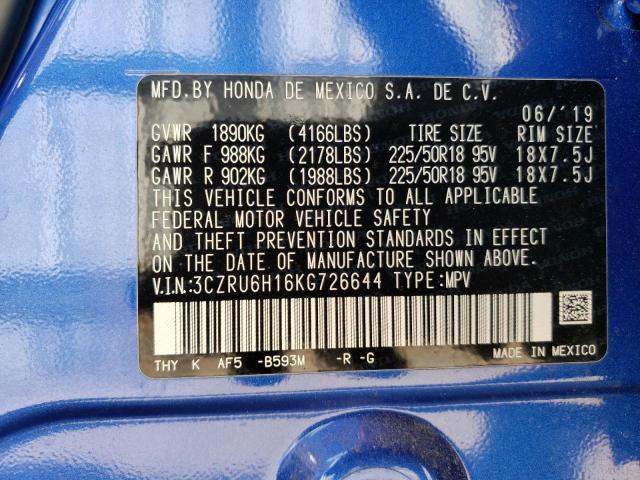 MFD.BY HONDA DE MEXICO S.A. DE C.V.
06/'19
GVWR 1890KG (4166LBS) TIRE SIZE RIM SIZE
GAWR F 988KG (2178LBS) 225/50R18 95V 18X7.5J
GAWR R 902KG (1988LBS) 225/50R18 95V 18X7.5J
THIS VEHICLE CONFORMS TO ALL APPLICABLE
FEDERAL MOTOR VEHICLE SAFETY
AND THEFT PREVENTION STANDARDS IN EFFECT
ON THE DATE OF MANUFACTURE SHOWN ABOVE.
V.I.N.:3CZRU6H16KG726644 TYPE:MPV
THY K AF5 -B593M -R -G
MADE IN MEXICO